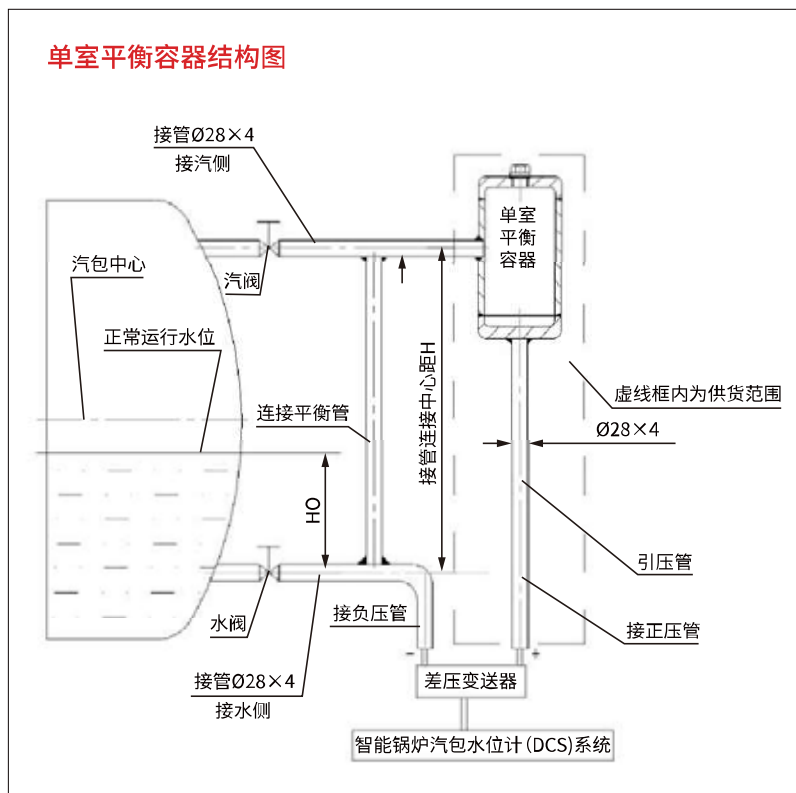 单室平衡容器结构图
接管Ø28×4
接汽侧
单室
平衡
容器
汽包中心
汽阀
正常运行水位
接管连接中心距H
虚线框内为供货范围
连接平衡管
Ø28×4
HO
引压管
水阀
接负压管
接正压管
- +
接管Ø28×4
接水侧
差压变送器
智能锅炉汽包水位计(DCS)系统